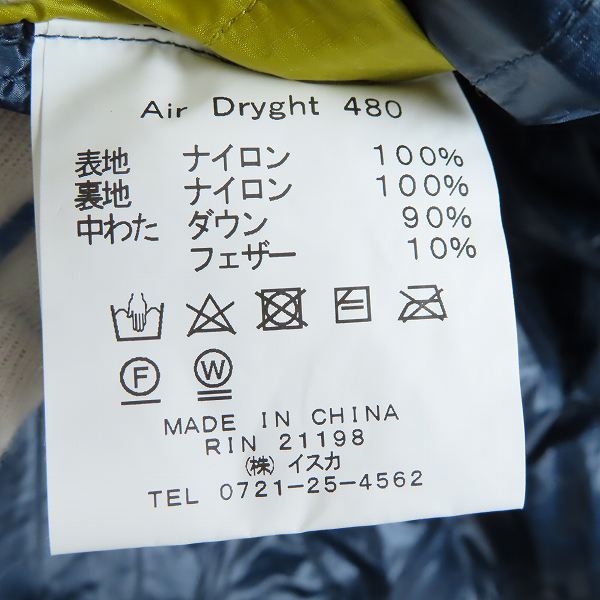 Air Dryght 480
表地 ナイロン 100%
裏地 ナイロン 100%
中わた ダウン 90%
フェザー 10%
F W
MADE IN CHINA
RIN 21198
(株) イスカ
TEL 0721-25-4562